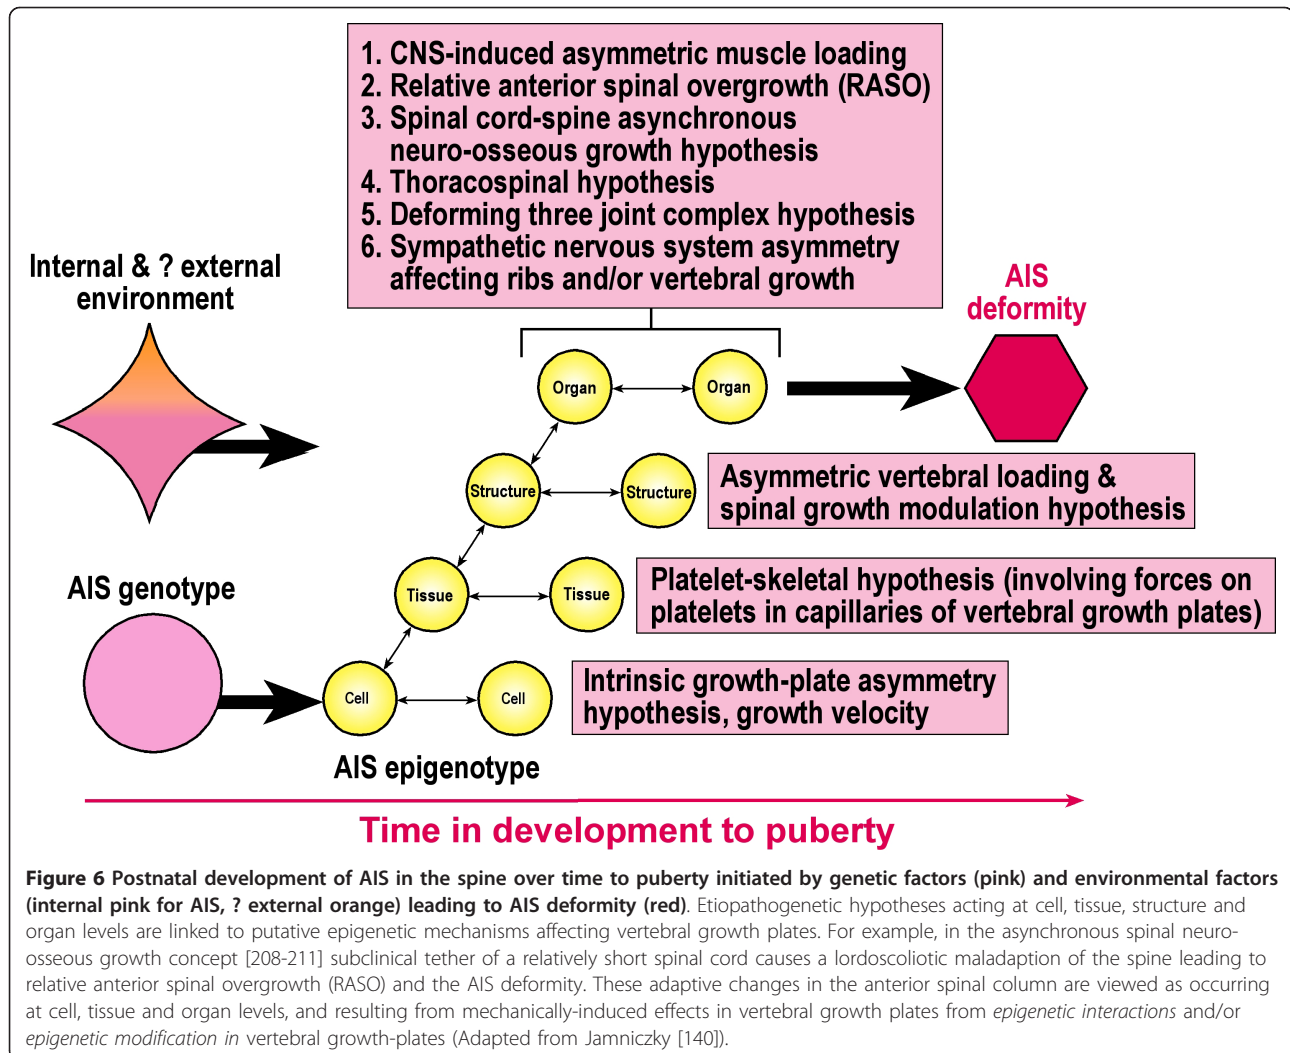 1. CNS-induced asymmetric muscle loading
2. Relative anterior spinal overgrowth (RASO)
3. Spinal cord-spine asynchronous
neuro-osseous growth hypothesis
4. Thoracospinal hypothesis
5. Deforming three joint complex hypothesis
6. Sympathetic nervous system asymmetry
affecting ribs and/or vertebral growth
Internal & ? external
environment
AIS
deformity
Organ
Organ
Structure
Structure
Asymmetric vertebral loading &
spinal growth modulation hypothesis
AIS genotype
Tissue
Tissue
Platelet-skeletal hypothesis (involving forces on
platelets in capillaries of vertebral growth plates)
Cell
Cell
Intrinsic growth-plate asymmetry
hypothesis, growth velocity
AIS epigenotype
Time in development to puberty
Figure 6 Postnatal development of AIS in the spine over time to puberty initiated by genetic factors (pink) and environmental factors
(internal pink for AIS, ? external orange) leading to AIS deformity (red). Etiopathogenetic hypotheses acting at cell, tissue, structure and
organ levels are linked to putative epigenetic mechanisms affecting vertebral growth plates. For example, in the asynchronous spinal neuro-
osseous growth concept [208-211] subclinical tether of a relatively short spinal cord causes a lordoscoliotic maladaption of the spine leading to
relative anterior spinal overgrowth (RASO) and the AIS deformity. These adaptive changes in the anterior spinal column are viewed as occurring
at cell, tissue and organ levels, and resulting from mechanically-induced effects in vertebral growth plates from epigenetic interactions and/or
epigenetic modification in vertebral growth-plates (Adapted from Jamniczky [140]).